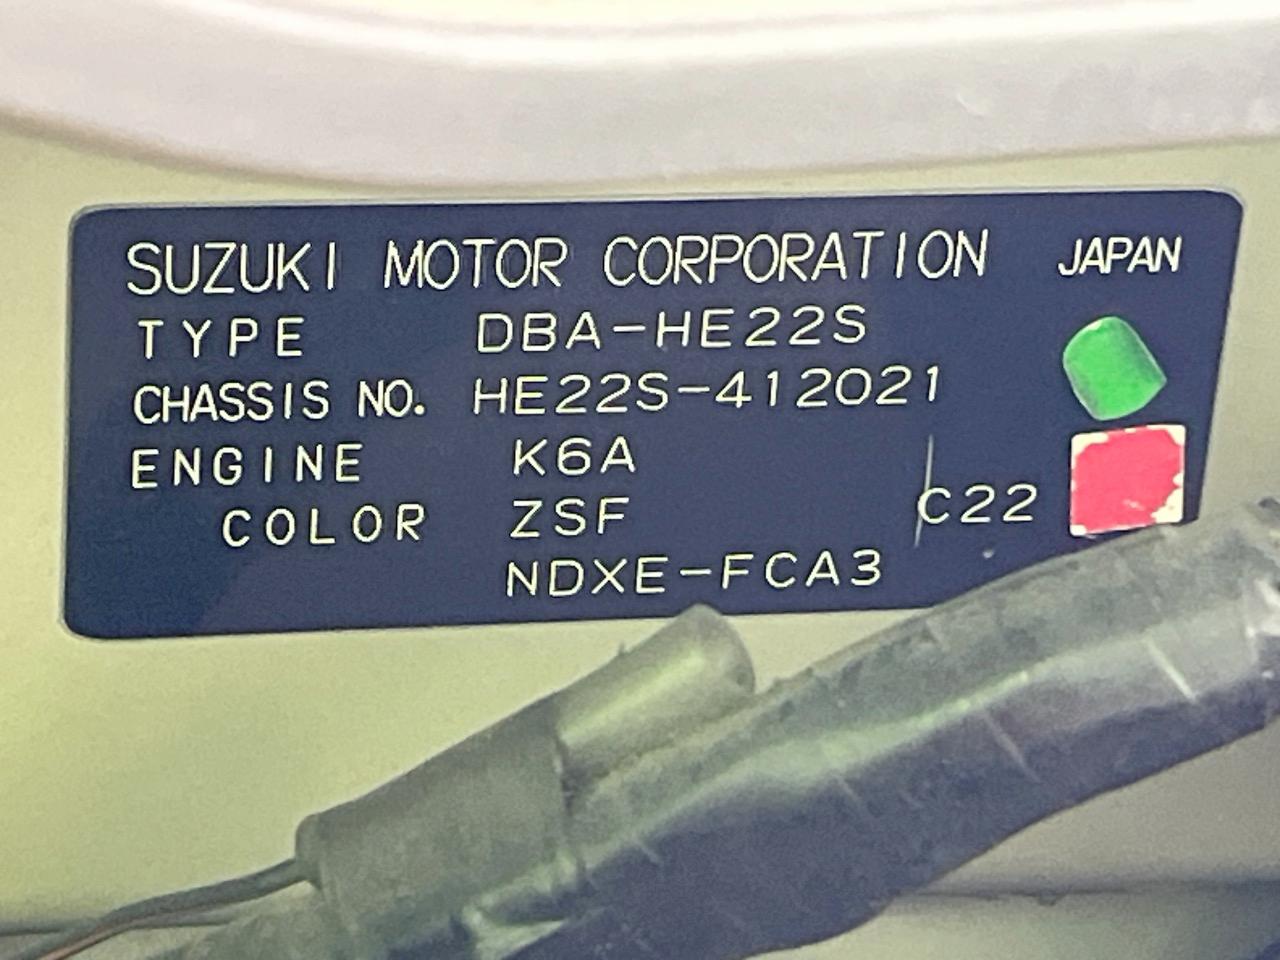 SUZUKI MOTOR CORPORATION JAPAN
TYPE DBA-HE22S
CHASSIS NO. HE22S-412021
ENGINE K6A
COLOR ZSF C22
NDXE-FCA3